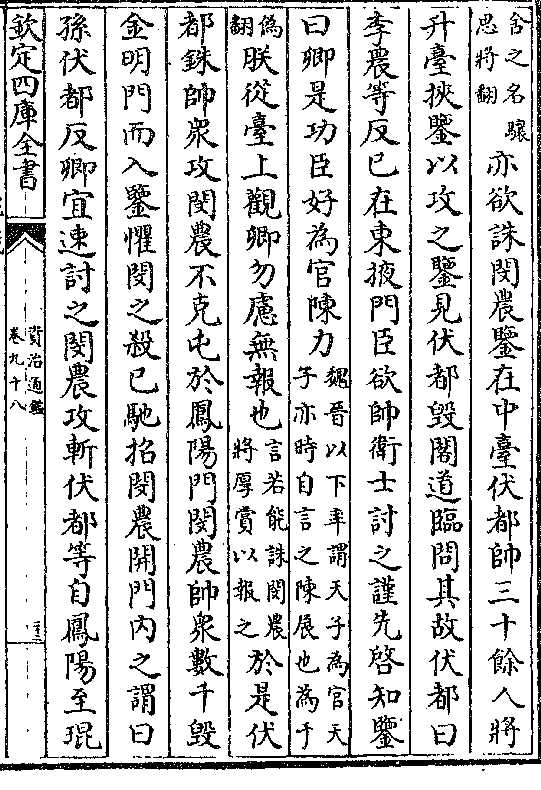 舍之名驤思將翻亦欲誅閔農鑒在中臺伏都帥三十餘人將
升臺挾鑒以攻之鑒見伏都毀閣道臨問其故伏都曰
李農等反已在東掖門臣欲帥衛士討之謹先啓知鑒
曰卿是功臣好為官陳力魏晉以下率謂天子為官天子亦時自言之陳展也為于
偽翻朕從臺上觀卿勿慮無報也言若能誅閔農將厚賞以報之於是伏
都銖帥衆攻閔農不克屯於鳳陽門閔農帥衆數千毀
金明門而入鑒懼閔之殺已馳招閔農開門内之謂曰
孫伏都反卿宜速討之閔農攻斬伏都等自鳳陽至琨
欽定四庫全書
資治通鑑
卷九十八